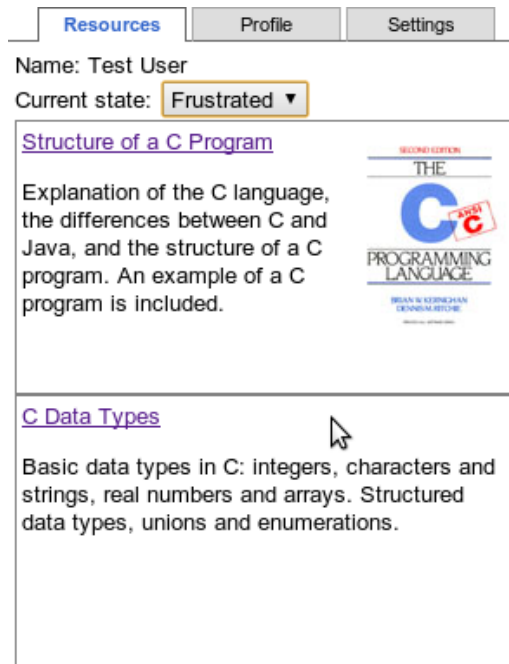 Resources Profile Settings
Name: Test User
Current state: Frustrated ▼
Structure of a C Program
Explanation of the C language,
the differences between C and
Java, and the structure of a C
program. An example of a C
program is included.
SECOND EDITION
THE
C
ANSI
C
PROGRAMMING
LANGUAGE
BRIAN W. KERNIGHAN
DENNIS M. RITCHIE
C Data Types
Basic data types in C: integers, characters and
strings, real numbers and arrays. Structured
data types, unions and enumerations.